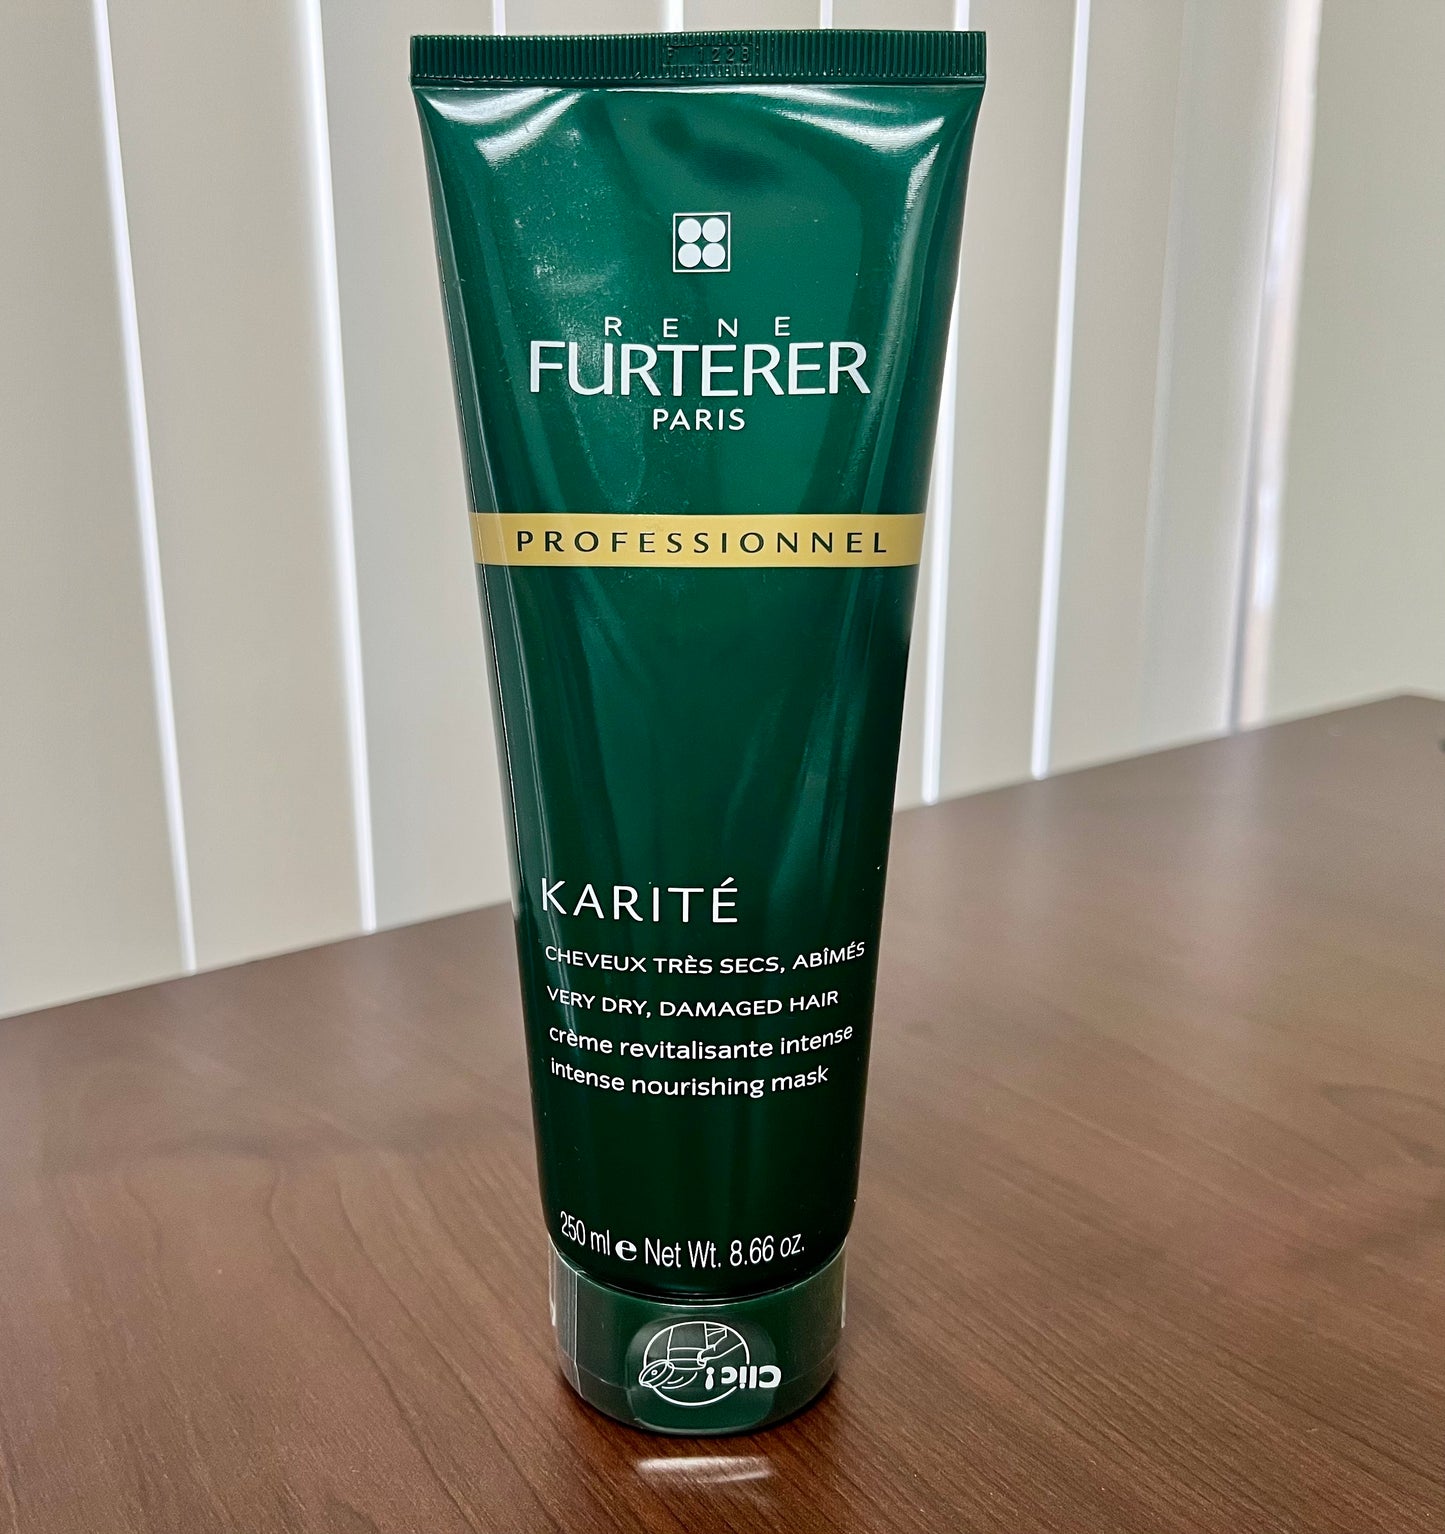 RENE
FURTERER
PARIS
PROFESSIONNEL
KARITÉ
CHEVEUX TRÈS SECS, ABÎMÉS
VERY DRY, DAMAGED HAIR
crème revitalisante intense
intense nourishing mask
250 ml e Net Wt. 8.66 oz.
clic!